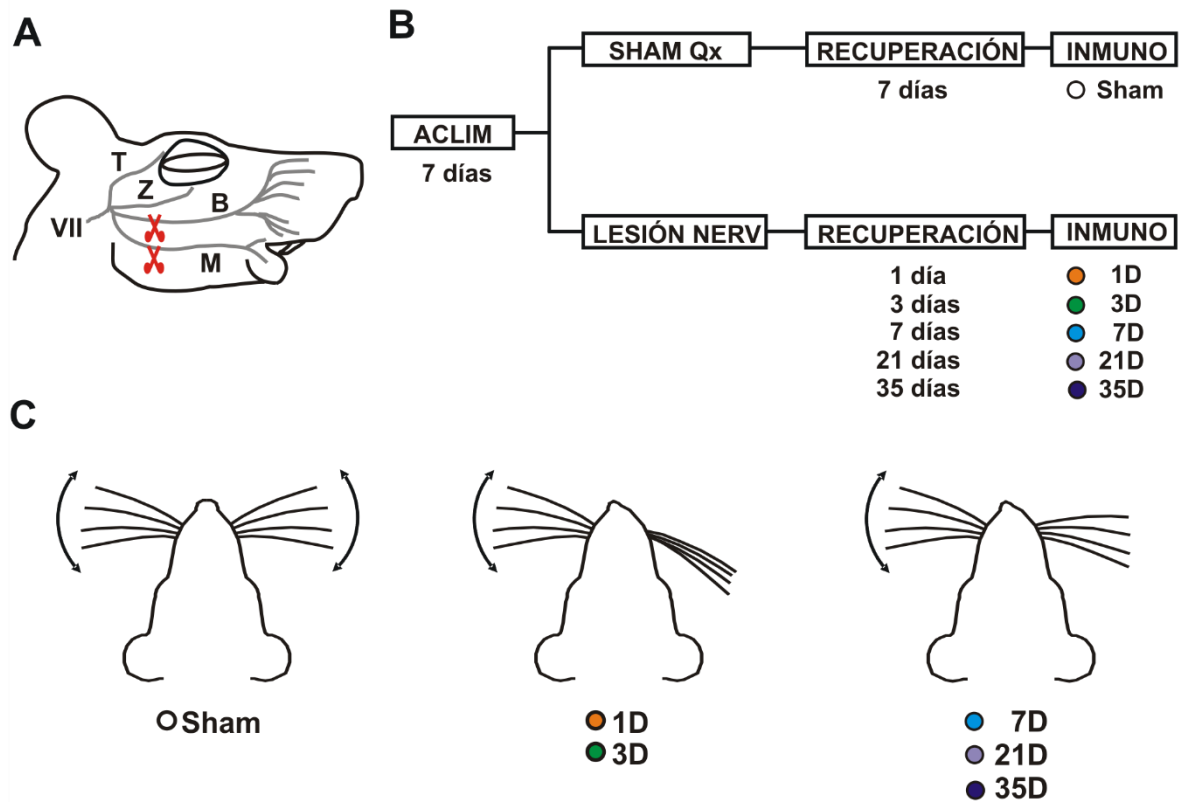 A
T
Z
B
VII
M
B
SHAM Qx
RECUPERACIÓN
INMUNO
7 días
Sham
ACLIM
7 días
LESIÓN NERV
RECUPERACIÓN
INMUNO
1 día
1D
3 días
3D
7 días
7D
21 días
21D
35 días
35D
C
Sham
1D
3D
7D
21D
35D